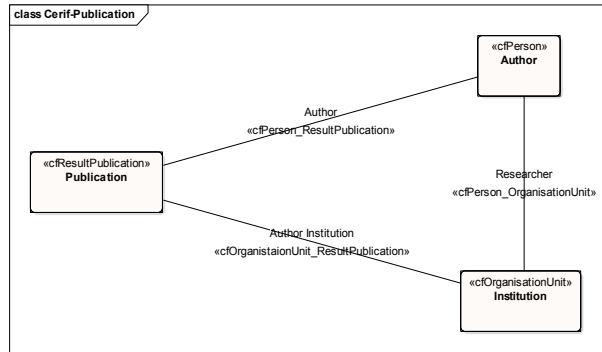 class Cerif-Publication
«cfPerson»
Author
Author
«cfPerson_ResultPublication»
«cfResultPublication»
Publication
Researcher
«cfPerson_OrganisationUnit»
Author Institution
«cfOrganistaionUnit_ResultPublication»
«cfOrganisationUnit»
Institution